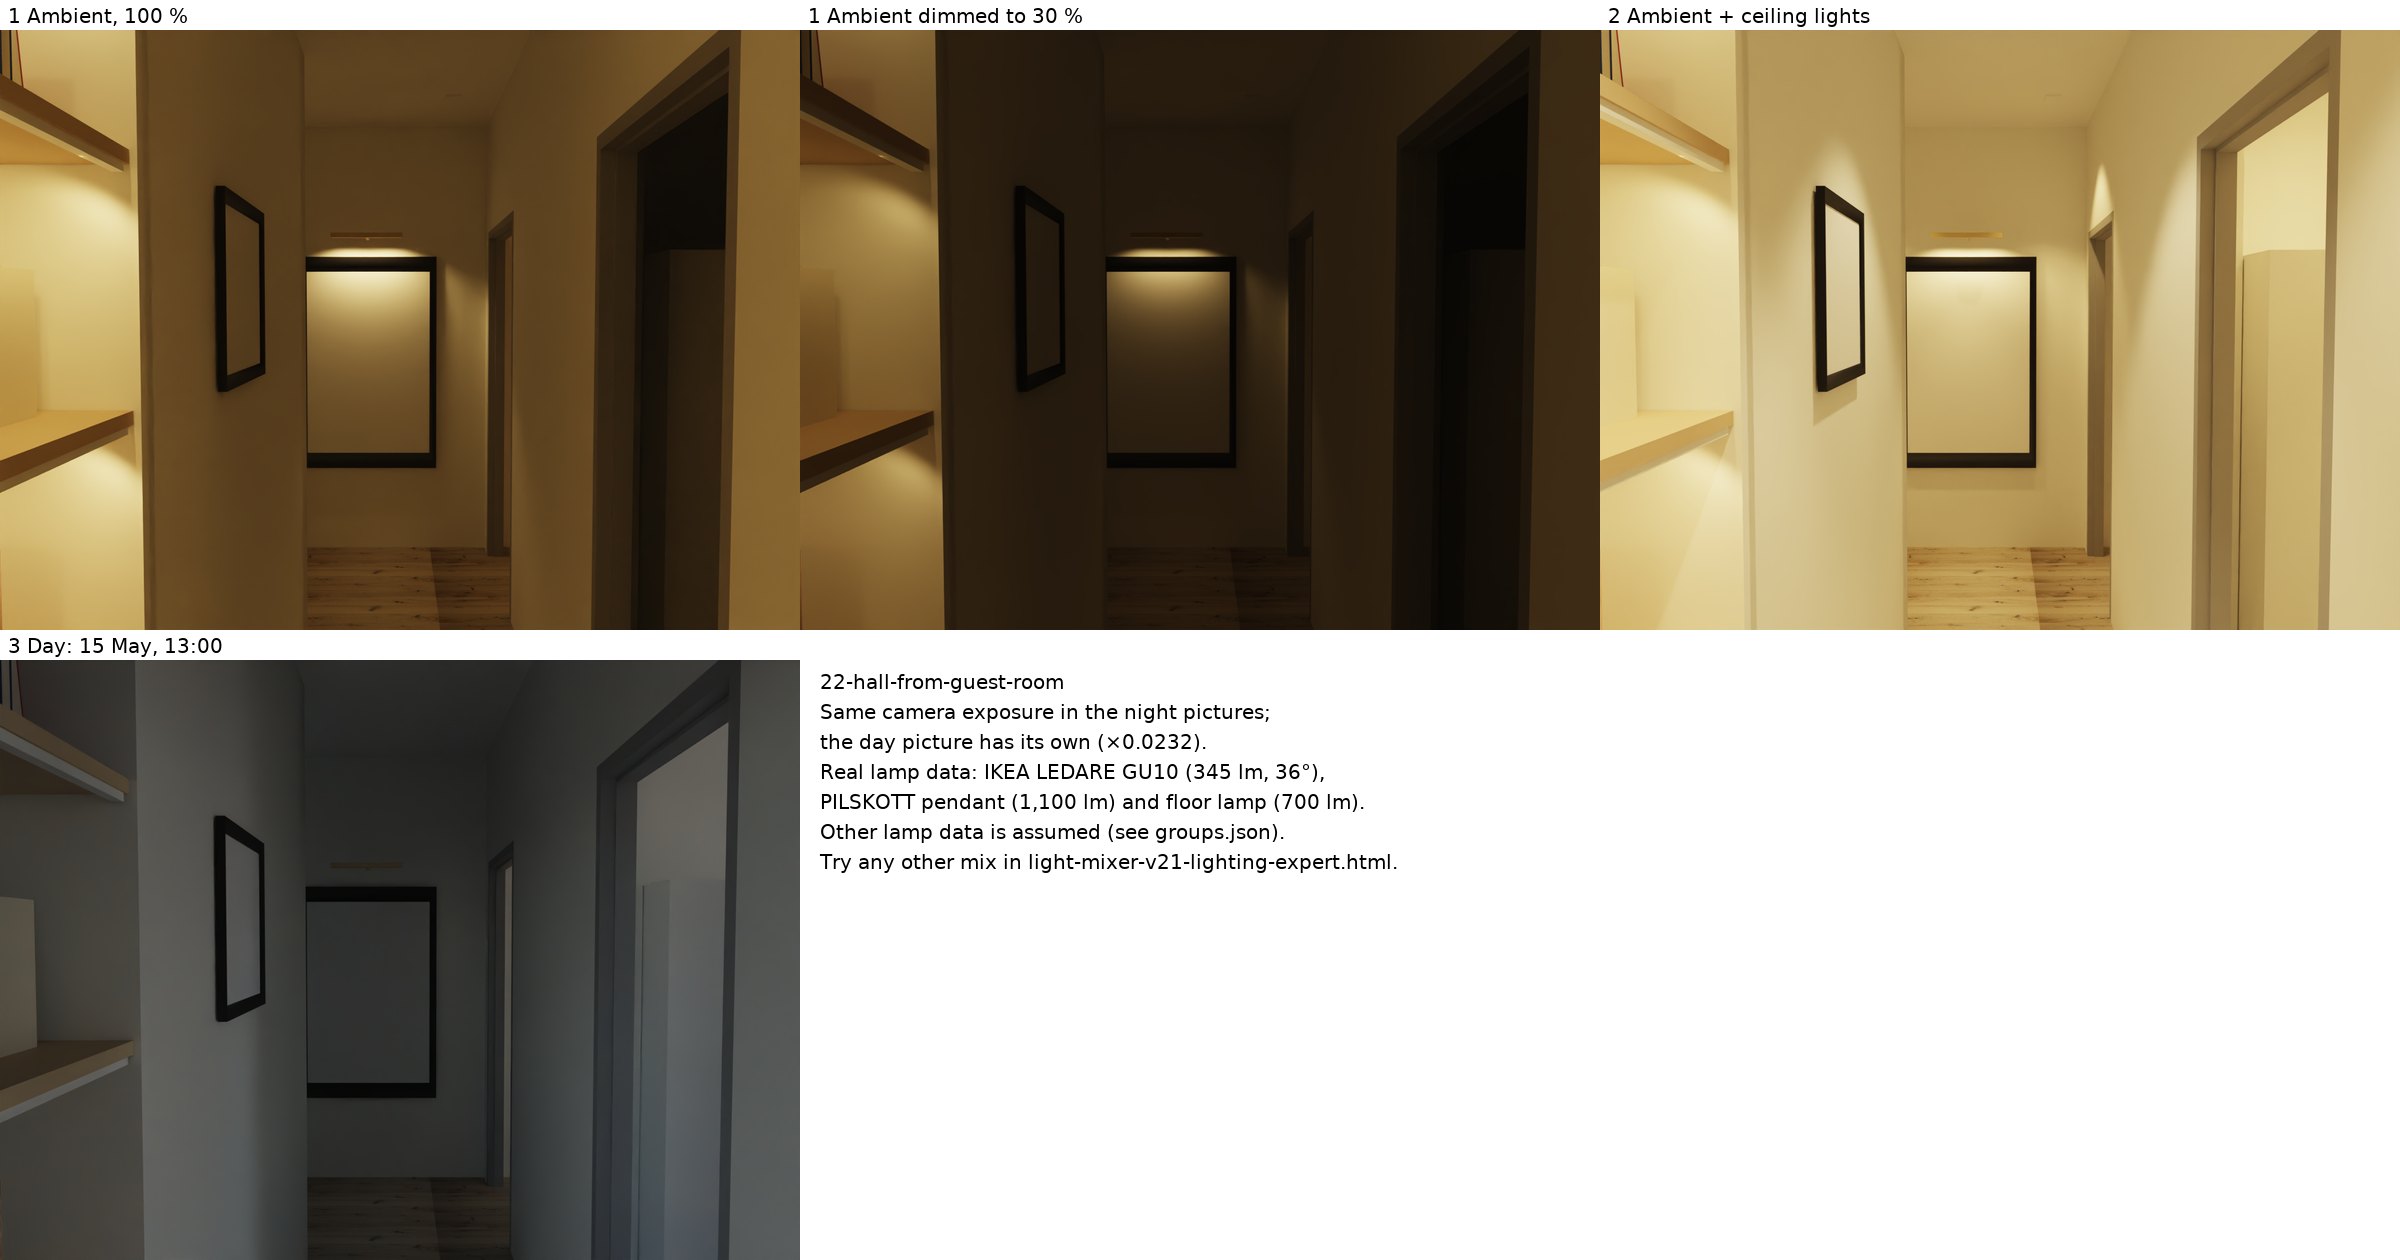 1 Ambient, 100 %
1 Ambient dimmed to 30 %
2 Ambient + ceiling lights
3 Day: 15 May, 13:00
22-hall-from-guest-room
Same camera exposure in the night pictures;
the day picture has its own (×0.0232).
Real lamp data: IKEA LEDARE GU10 (345 lm, 36°),
PILSKOTT pendant (1,100 lm) and floor lamp (700 lm).
Other lamp data is assumed (see groups.json).
Try any other mix in light-mixer-v21-lighting-expert.html.